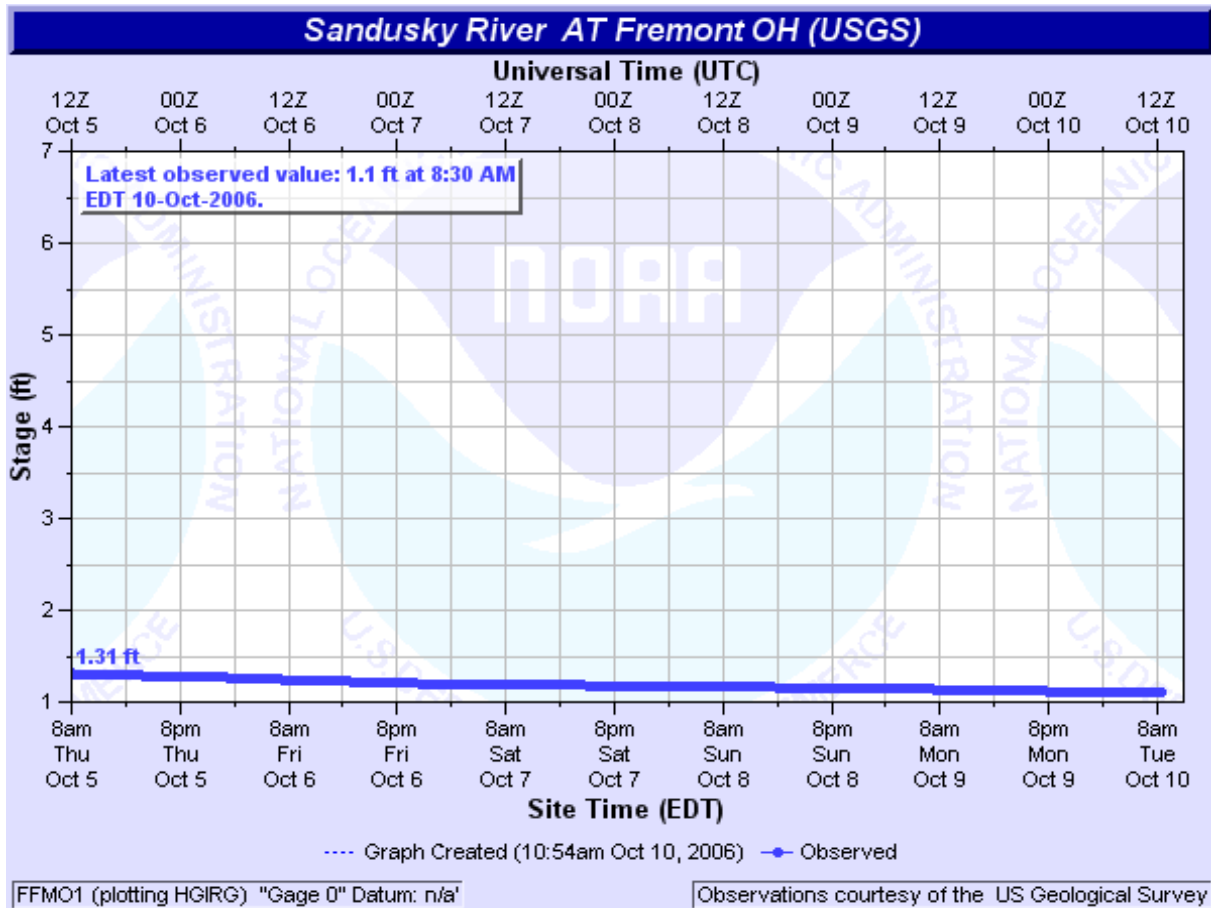 Sandusky River AT Fremont OH (USGS)
Universal Time (UTC)
12Z 00Z 12Z 00Z 12Z 00Z 12Z 00Z 12Z 00Z 12Z
Oct 5 Oct 6 Oct 6 Oct 7 Oct 7 Oct 8 Oct 8 Oct 9 Oct 9 Oct 10 Oct 10
Latest observed value: 1.1 ft at 8:30 AM
EDT 10-Oct-2006.
NOAA
NATIONAL OCEANIC
ADMINISTRATION
U.S.
MERCE
Stage (ft)
7
6
5
4
3
2
1
1.31 ft
8am 8pm 8am 8pm 8am 8pm 8am 8pm 8am 8pm 8am
Thu Thu Fri Fri Sat Sat Sun Sun Mon Mon Tue
Oct 5 Oct 5 Oct 6 Oct 6 Oct 7 Oct 7 Oct 8 Oct 8 Oct 9 Oct 9 Oct 10
Site Time (EDT)
Graph Created (10:54am Oct 10, 2006) Observed
FFMO1 (plotting HGIRG) "Gage 0" Datum: n/a'
Observations courtesy of the US Geological Survey